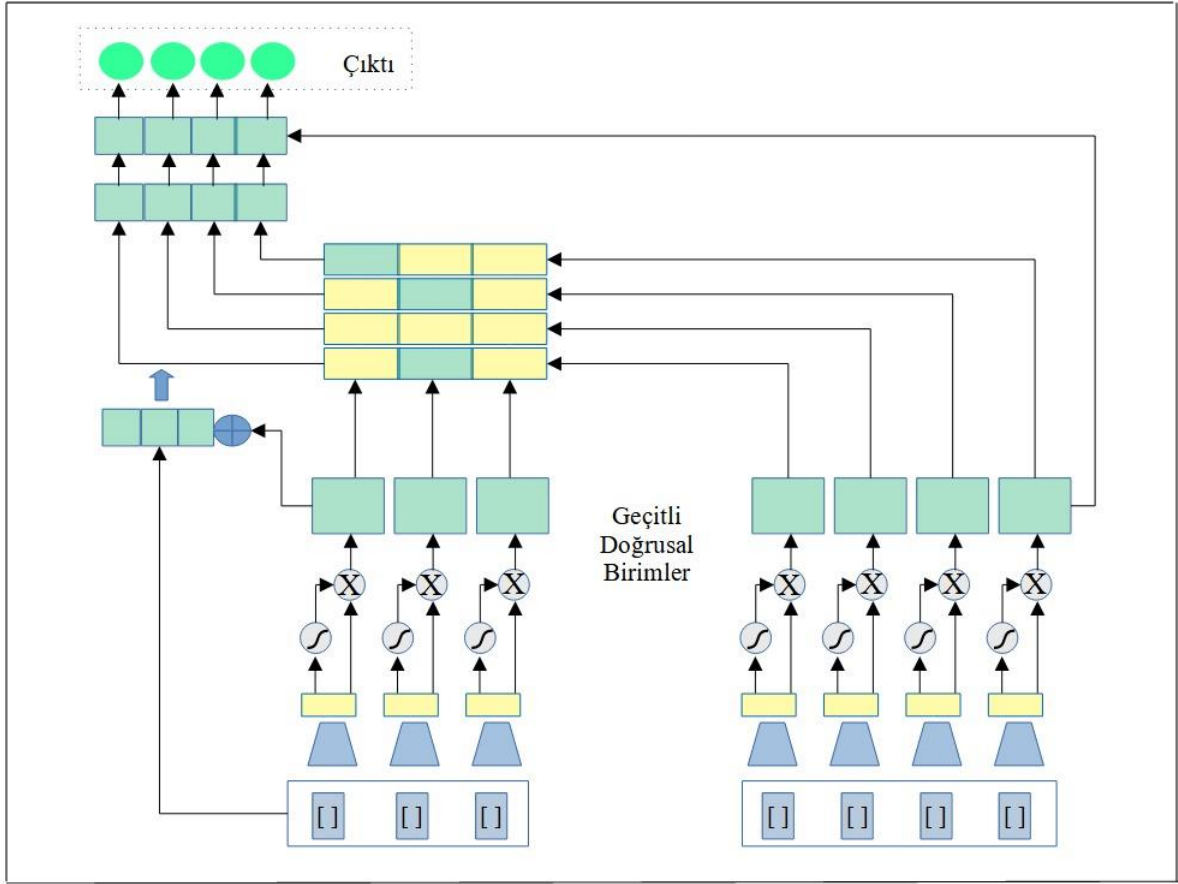 Çıktı
Geçitli
Doğrusal
Birimler
X X X X X X X
[ ] [ ] [ ] [ ] [ ] [ ] [ ]